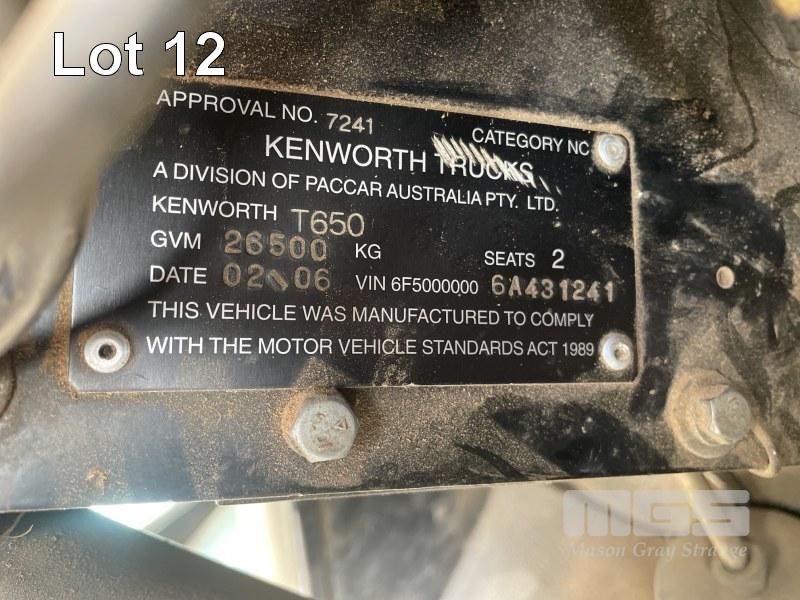 Lot 12
APPROVAL NO. 7241 CATEGORY NC
KENWORTH TRUCKS
A DIVISION OF PACCAR AUSTRALIA PTY. LTD.
KENWORTH T650
GVM 26500 KG SEATS 2
DATE 02\06 VIN 6F5000000 6A431241
THIS VEHICLE WAS MANUFACTURED TO COMPLY
WITH THE MOTOR VEHICLE STANDARDS ACT 1989
MGS
Mason Gray Strange